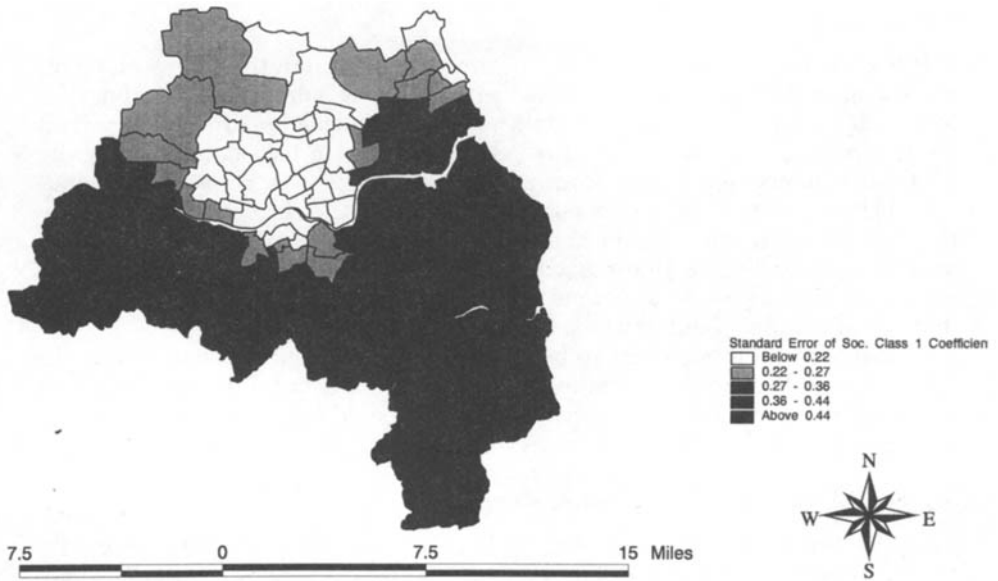 Standard Error of Soc. Class 1 Coefficien
Below 0.22
0.22 - 0.27
0.27 - 0.36
0.36 - 0.44
Above 0.44
N
W E
S
7.5 0 7.5 15 Miles